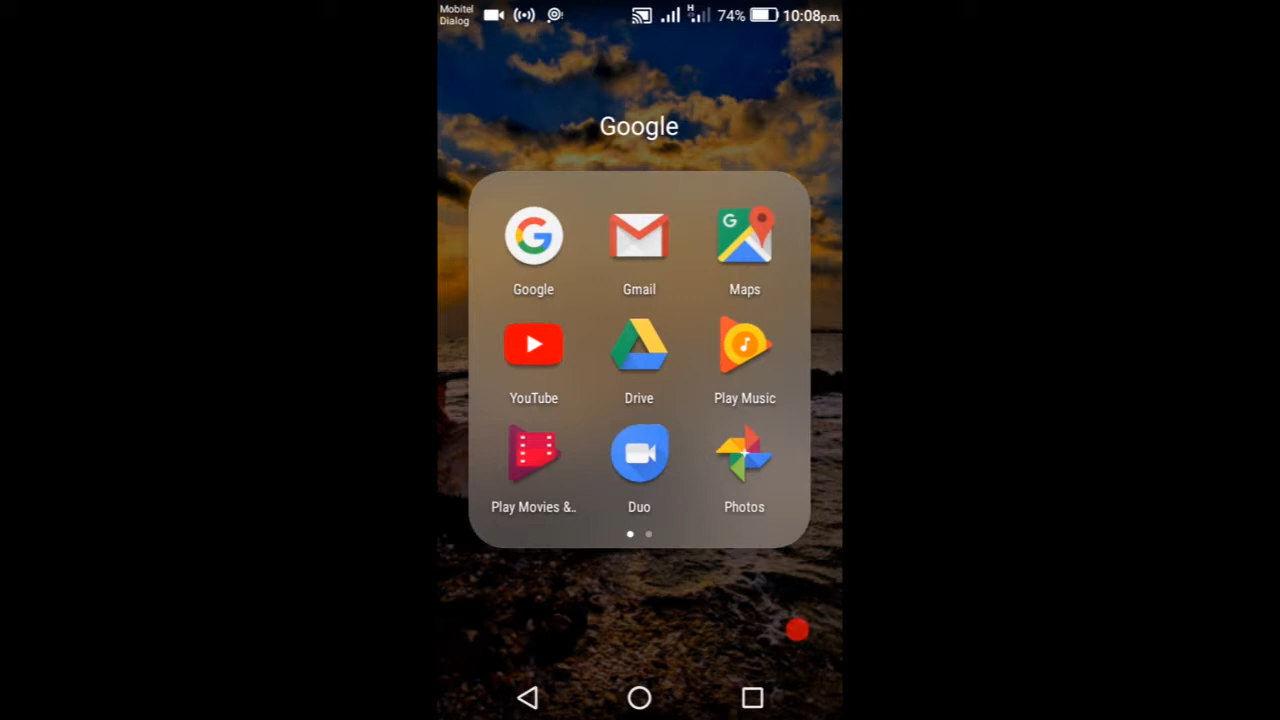 Mobitel
Dialog
H
74%
10:08p.m.
Google
G
G
Google
Gmail
Maps
YouTube
Drive
Play Music
Play Movies &..
Duo
Photos